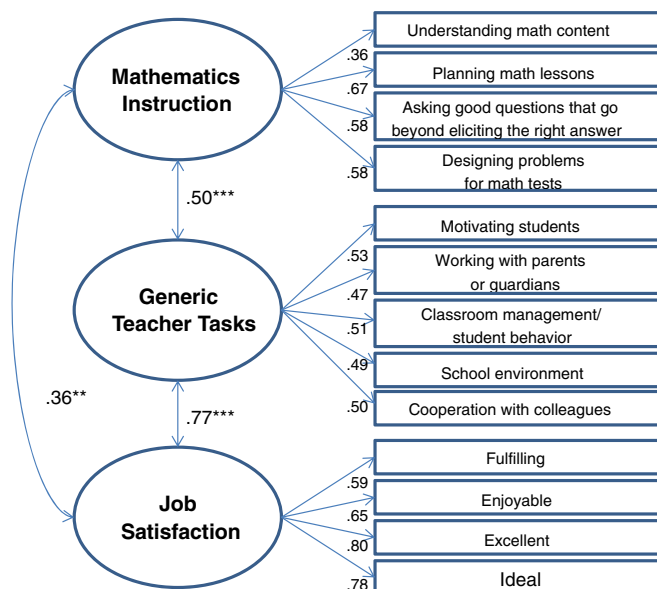 Mathematics
Instruction
Understanding math content
.36
Planning math lessons
.67
Asking good questions that go
beyond eliciting the right answer
.58
Designing problems
for math tests
.58
.50***
Generic
Teacher Tasks
Motivating students
.53
Working with parents
or guardians
.47
Classroom management/
student behavior
.51
School environment
.49
Cooperation with colleagues
.50
.36**
.77***
Job
Satisfaction
Fulfilling
.59
Enjoyable
.65
Excellent
.80
Ideal
.78